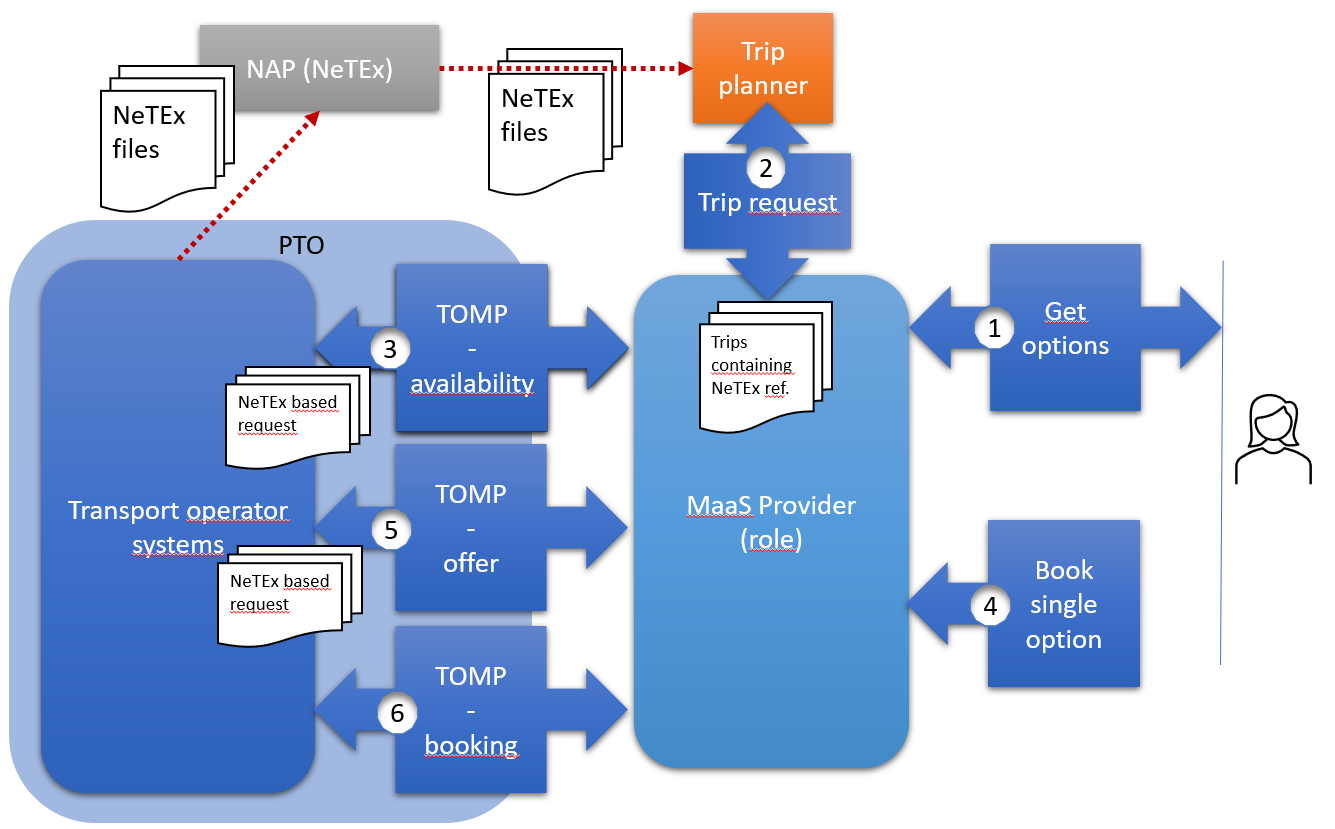 NAP (NeTEx)
NeTEx
files
NeTEx
files
Trip
planner
2
Trip request
PTO
TOMP
-
availability
3
NeTEx based
request
Trips
containing
NeTEx ref.
1
Get
options
Transport operator
systems
TOMP
-
offer
5
NeTEx based
request
MaaS Provider
(role)
4
Book
single
option
TOMP
-
booking
6